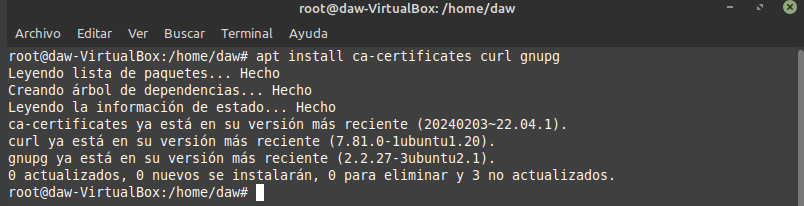 root@daw-VirtualBox: /home/daw
Archivo Editar Ver Buscar Terminal Ayuda
root@daw-VirtualBox:/home/daw# apt install ca-certificates curl gnupg
Leyendo lista de paquetes... Hecho
Creando árbol de dependencias... Hecho
Leyendo la información de estado... Hecho
ca-certificates ya está en su versión más reciente (20240203~22.04.1).
curl ya está en su versión más reciente (7.81.0-1ubuntu1.20).
gnupg ya está en su versión más reciente (2.2.27-3ubuntu2.1).
0 actualizados, 0 nuevos se instalarán, 0 para eliminar y 3 no actualizados.
root@daw-VirtualBox:/home/daw#